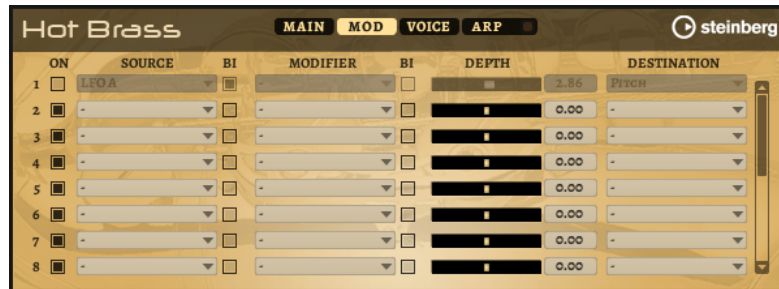 Hot Brass MAIN MOD VOICE ARP steinberg
ON SOURCE BI MODIFIER BI DEPTH DESTINATION
1 LFO A - 2.86 PITCH
2 - - 0.00 -
3 - - 0.00 -
4 - - 0.00 -
5 - - 0.00 -
6 - - 0.00 -
7 - - 0.00 -
8 - - 0.00 -